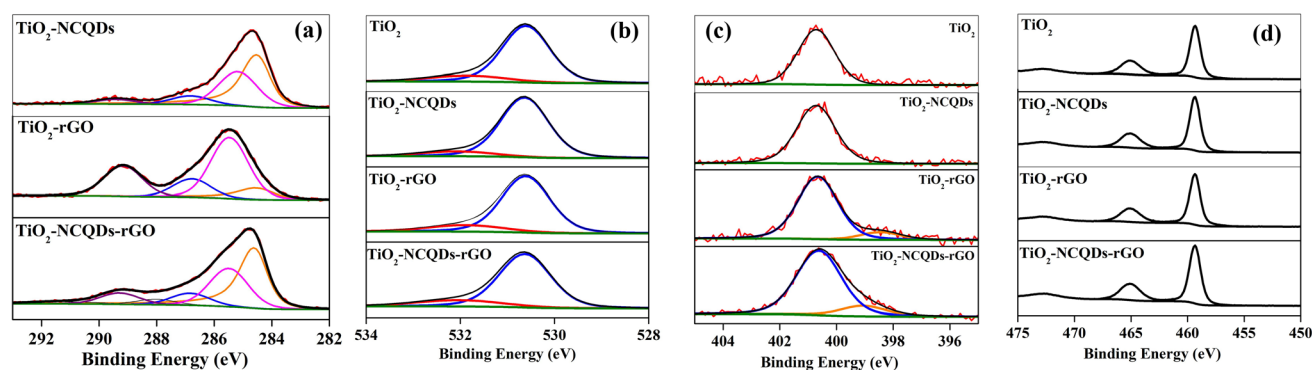 TiO2-NCQDs
(a)
TiO2-rGO
TiO2-NCQDs-rGO
292 290 288 286 284 282
Binding Energy (eV)
TiO2
(b)
TiO2-NCQDs
TiO2-rGO
TiO2-NCQDs-rGO
534 532 530 528
Binding Energy (eV)
(c)
TiO2
TiO2-NCQDs
TiO2-rGO
TiO2-NCQDs-rGO
404 402 400 398 396
Binding Energy (eV)
TiO2
(d)
TiO2-NCQDs
TiO2-rGO
TiO2-NCQDs-rGO
475 470 465 460 455 450
Binding Energy (eV)